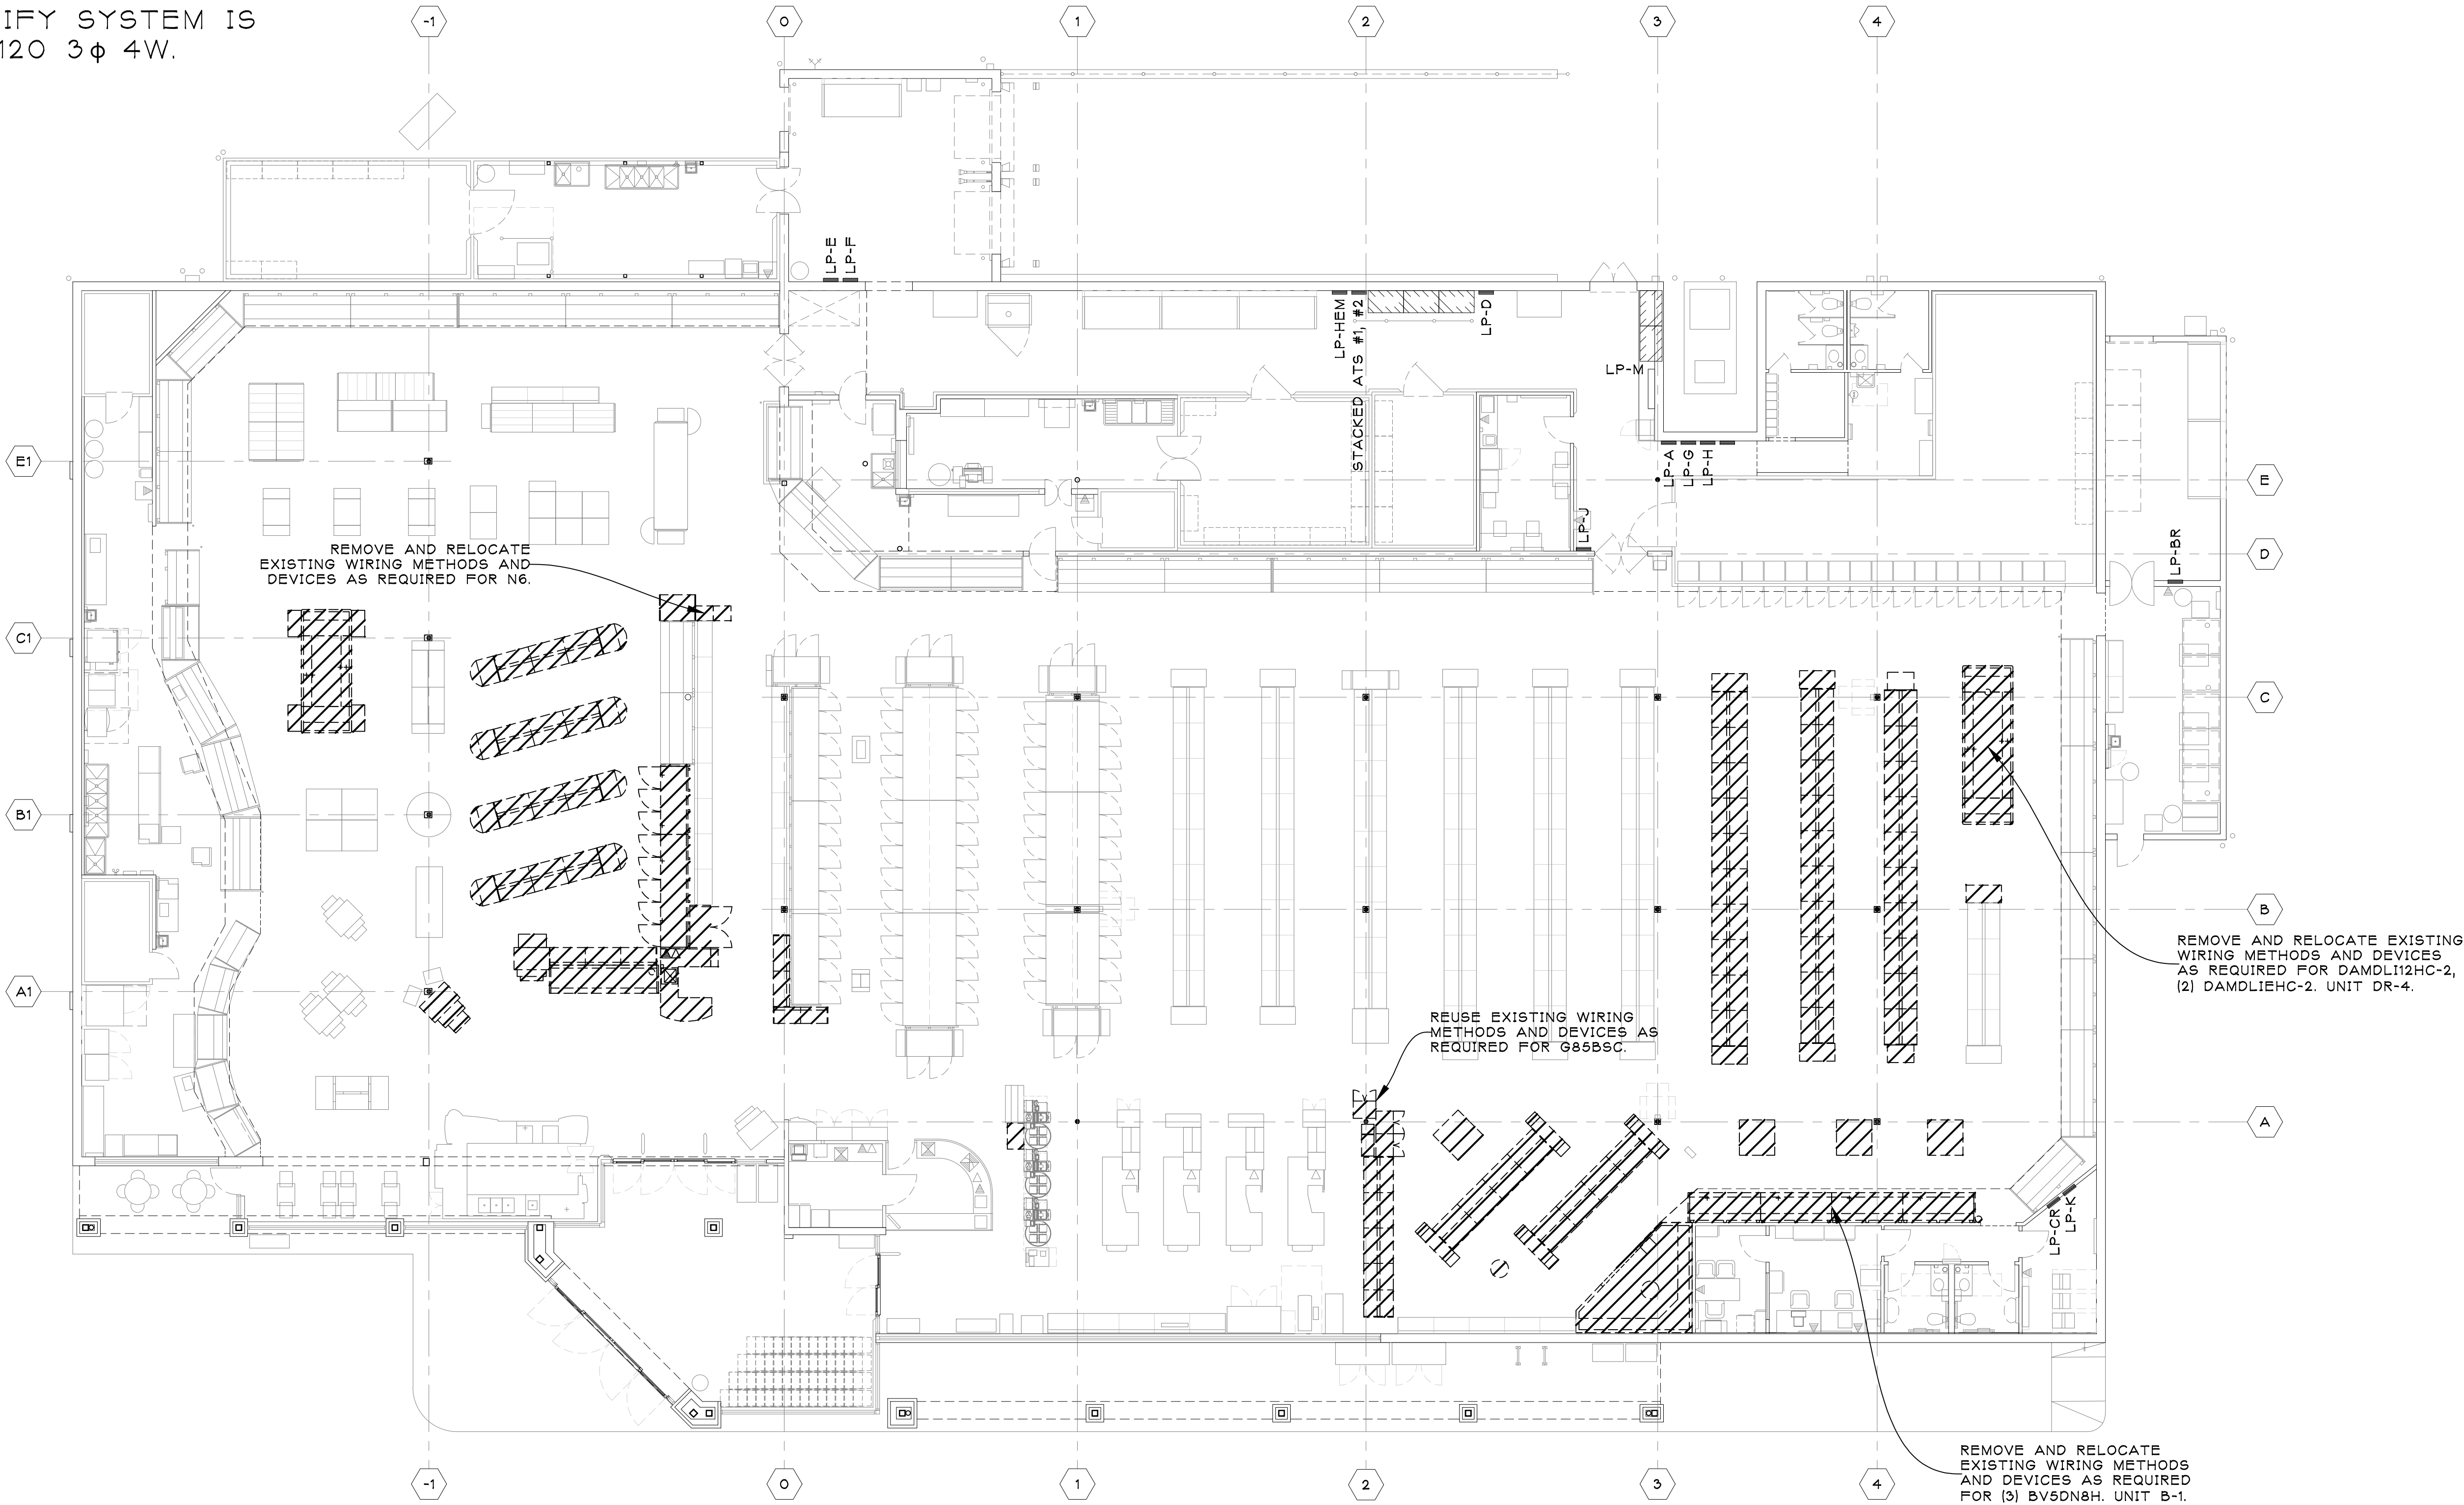 IFY SYSTEM IS
120 3ϕ 4W.
-1
0
1
2
3
4
LP-E
LP-F
LP-HEM
STACKED ATS #1, #2
LP-D
LP-M
LP-A
LP-G
LP-H
LP-J
LP-BR
E1
E
REMOVE AND RELOCATE
EXISTING WIRING METHODS AND
DEVICES AS REQUIRED FOR N6.
D
C1
C
B1
B
REMOVE AND RELOCATE EXISTING
WIRING METHODS AND DEVICES
AS REQUIRED FOR DAMDLI12HC-2,
(2) DAMDLIEHC-2. UNIT DR-4.
A1
REUSE EXISTING WIRING
METHODS AND DEVICES AS
REQUIRED FOR G85BSC.
A
LP-CR
LP-K
REMOVE AND RELOCATE
EXISTING WIRING METHODS
AND DEVICES AS REQUIRED
FOR (3) BV5DN8H. UNIT B-1.
-1
0
1
2
3
4